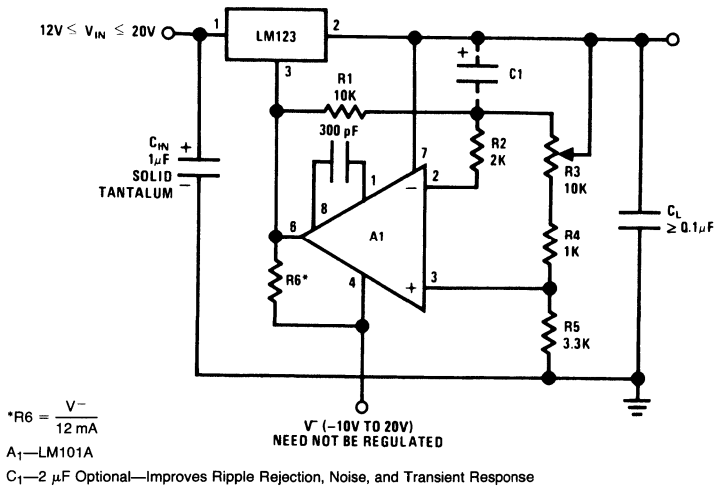 12V ≤ VIN ≤ 20V
1
LM123
2
3
R1
10K
+
C1
300 pF
CIN
1μF
SOLID
TANTALUM
+
−
R2
2K
7
R3
10K
1
2
−
8
CL
≥ 0.1μF
6
A1
R4
1K
R6*
4
+
3
R5
3.3K
V− (−10V TO 20V)
NEED NOT BE REGULATED
*R6 = V− / 12 mA
A1—LM101A
C1—2 μF Optional—Improves Ripple Rejection, Noise, and Transient Response